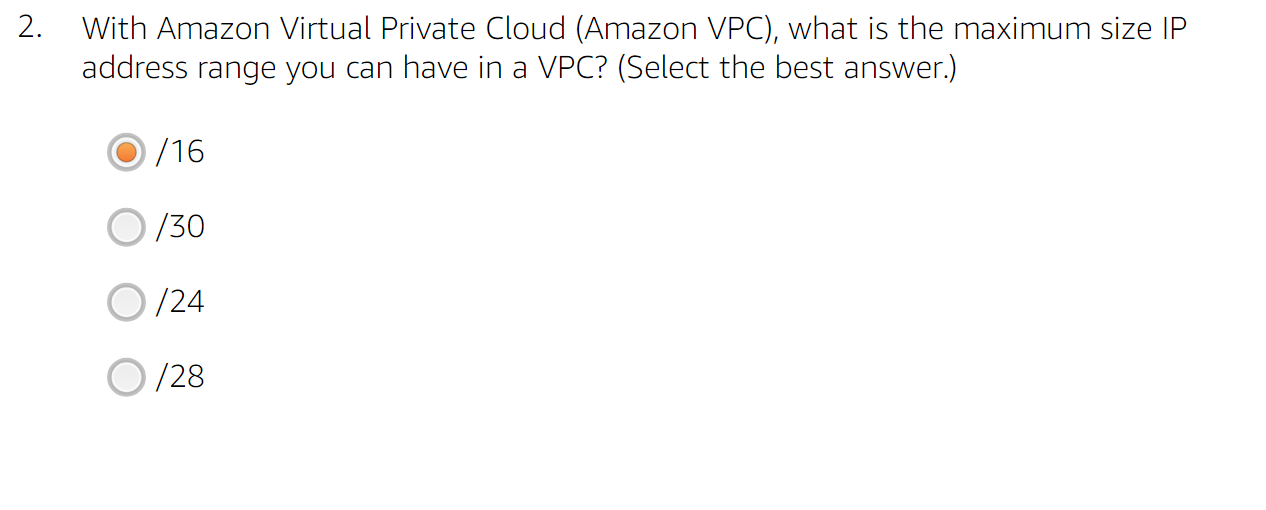 2. With Amazon Virtual Private Cloud (Amazon VPC), what is the maximum size IP
address range you can have in a VPC? (Select the best answer.)
/16
/30
/24
/28